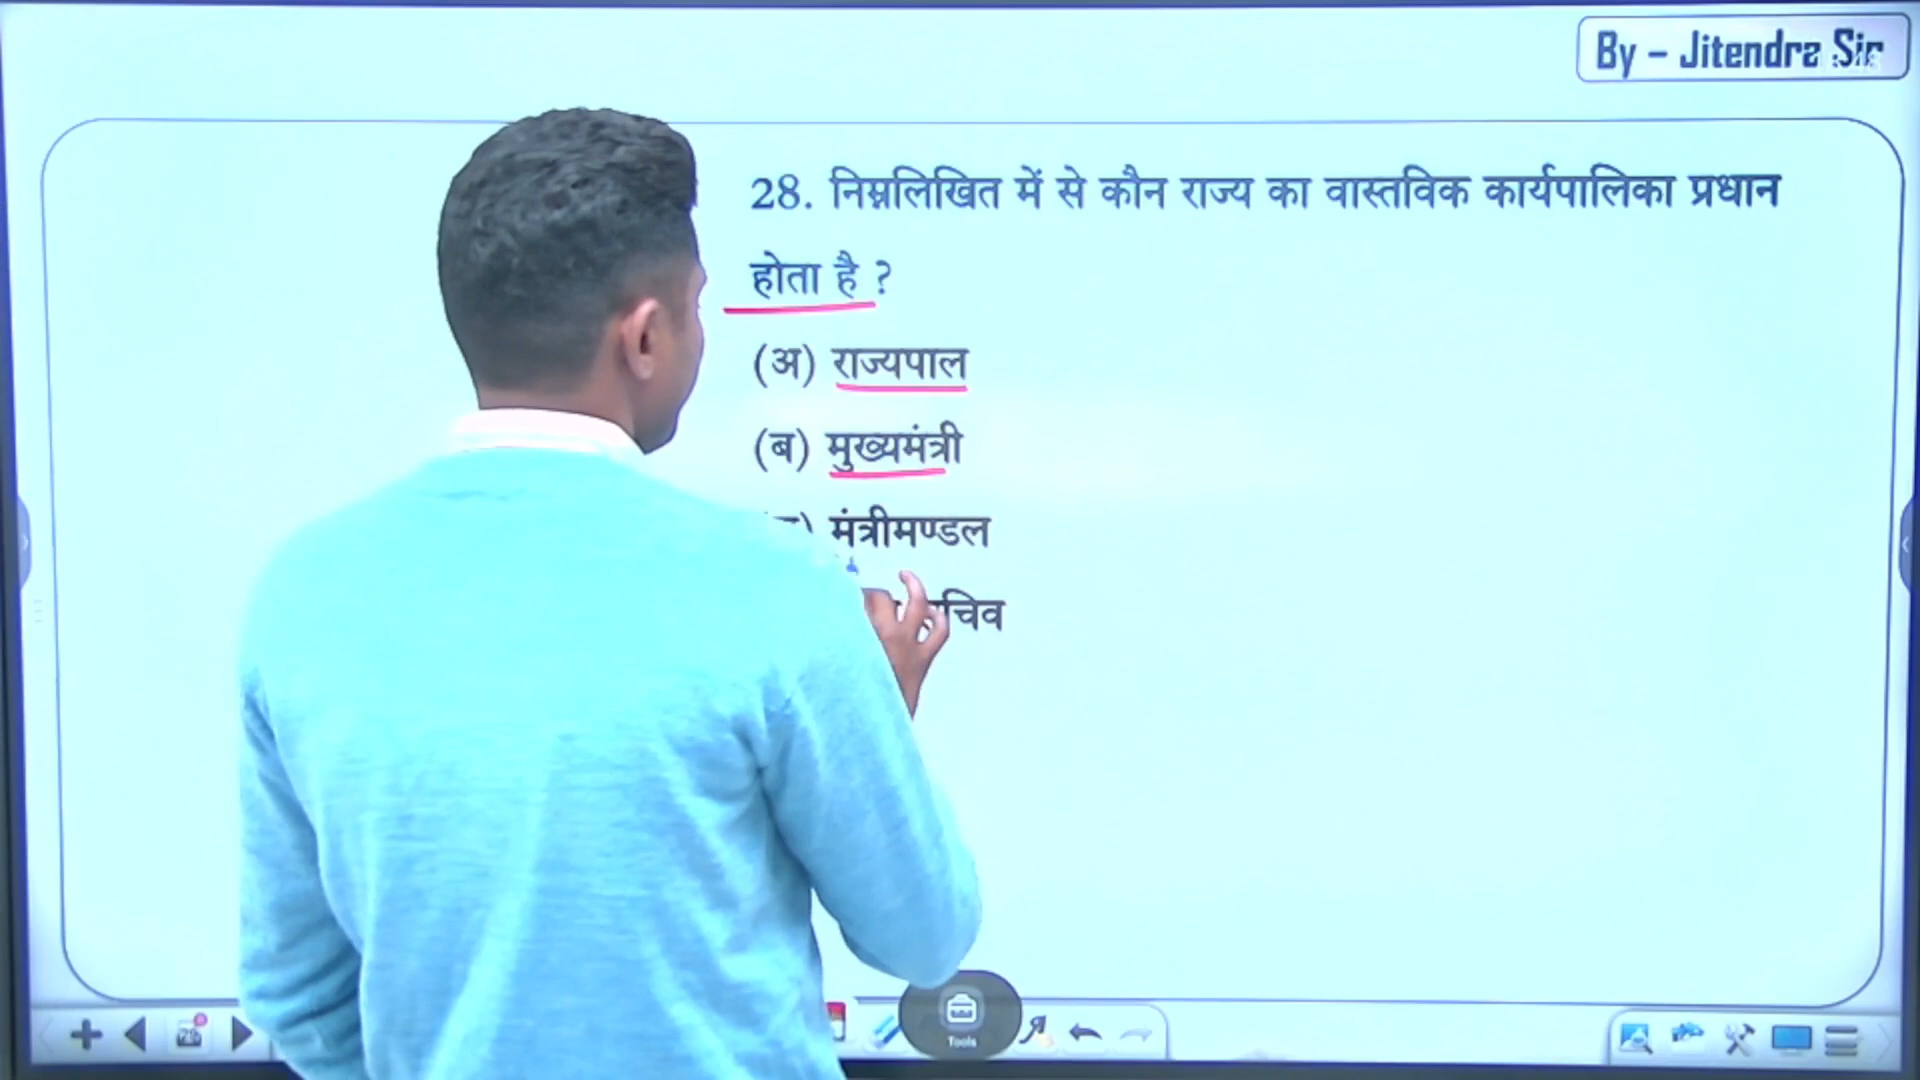 By – Jitendra Sir
28. निम्नलिखित में से कौन राज्य का वास्तविक कार्यपालिका प्रधान
होता है ?
(अ) राज्यपाल
(ब) मुख्यमंत्री
मंत्रीमण्डल
Tools